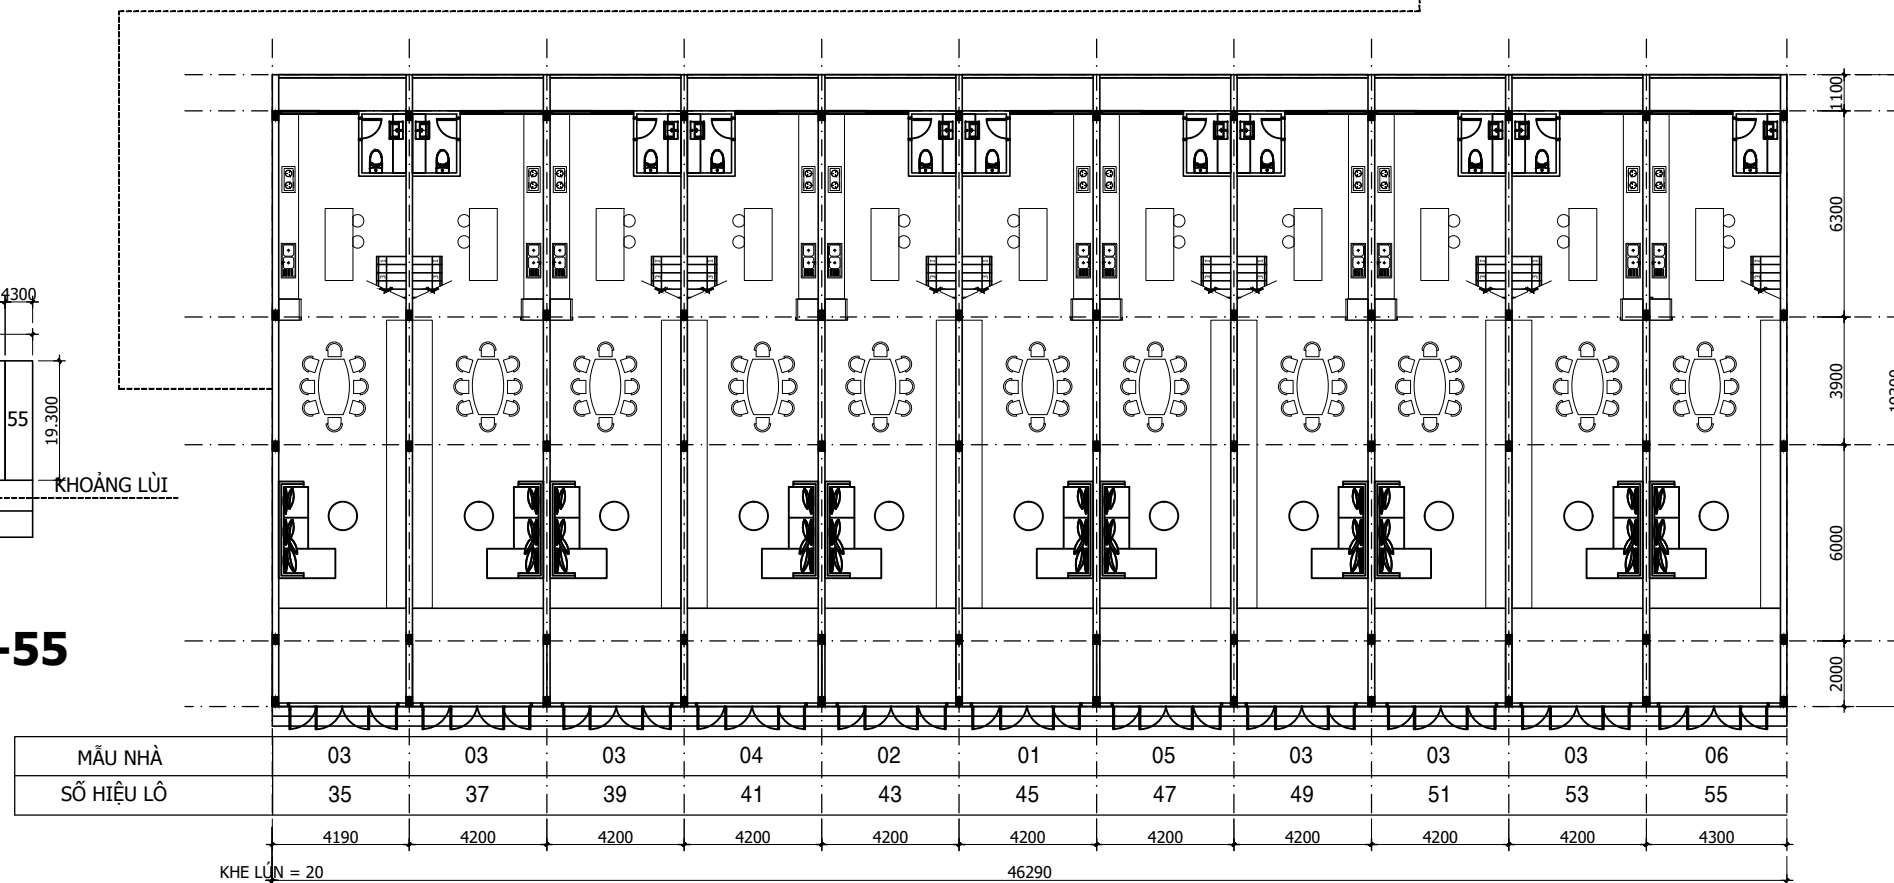 1100
6300
3900
6000
2000
4300
55
19.300
KHOẢNG LÙI
-55
MẪU NHÀ 03 03 03 04 02 01 05 03 03 03 06
SỐ HIỆU LÔ 35 37 39 41 43 45 47 49 51 53 55
4190 4200 4200 4200 4200 4200 4200 4200 4200 4200 4300
KHE LÚN = 20 46290